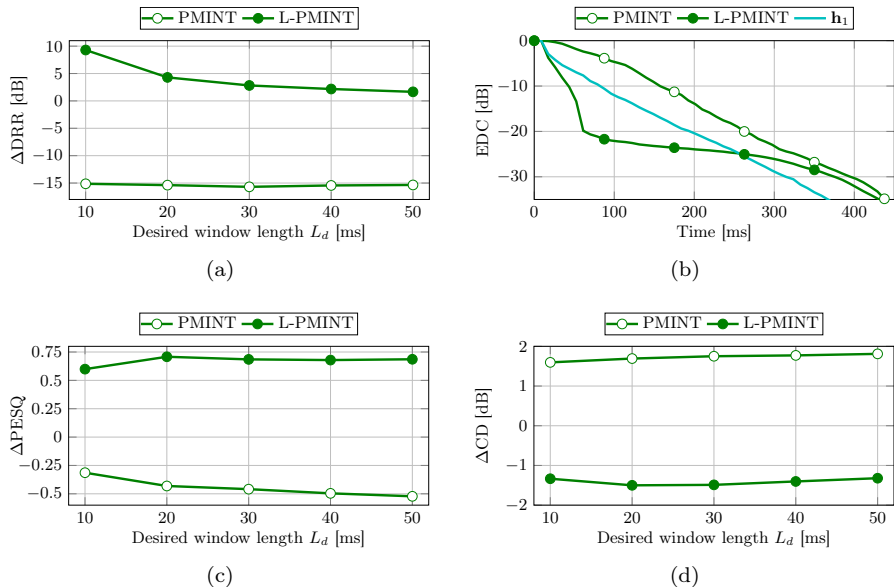 PMINT L-PMINT
ΔDRR [dB]
10
5
0
−5
−10
−15
10 20 30 40 50
Desired window length L_d [ms]
(a)
PMINT L-PMINT h₁
EDC [dB]
0
−10
−20
−30
0 100 200 300 400
Time [ms]
(b)
PMINT L-PMINT
ΔPESQ
0.75
0.5
0.25
0
−0.25
−0.5
10 20 30 40 50
Desired window length L_d [ms]
(c)
PMINT L-PMINT
ΔCD [dB]
2
1
0
−1
−2
10 20 30 40 50
Desired window length L_d [ms]
(d)